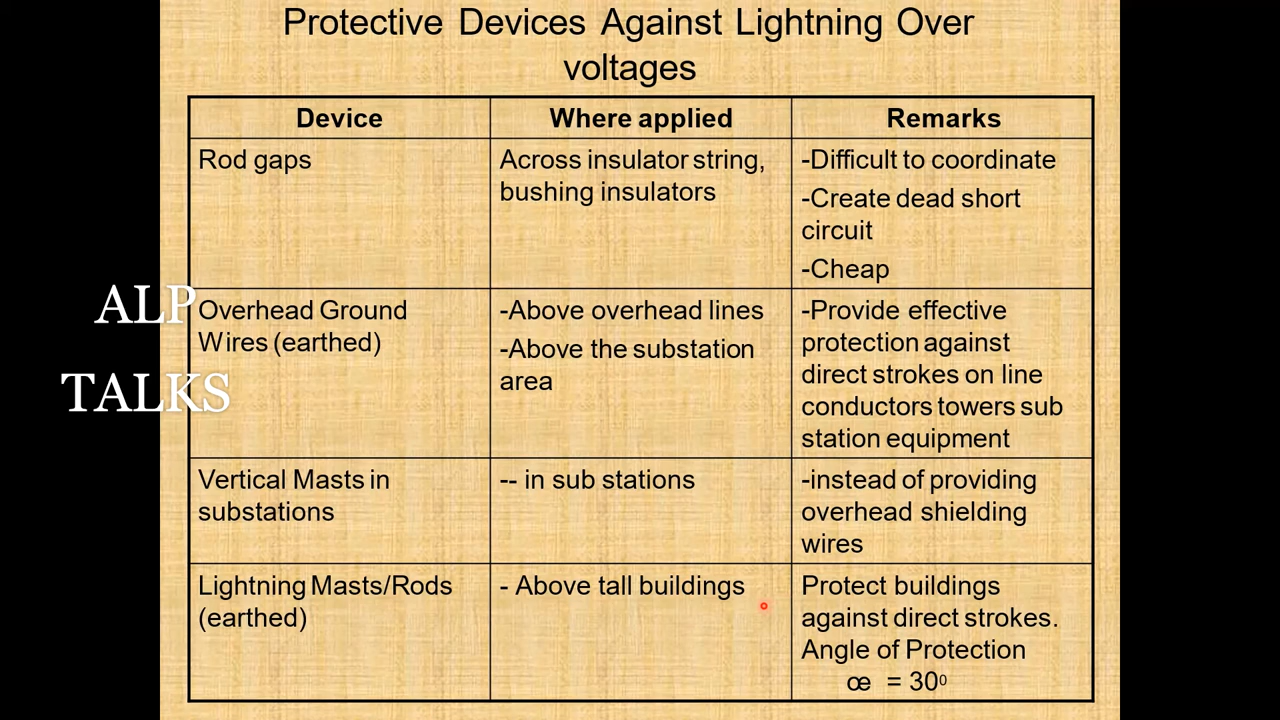 Protective Devices Against Lightning Over
voltages
Device
Where applied
Remarks
Rod gaps
Across insulator string,
bushing insulators
-Difficult to coordinate
-Create dead short
circuit
-Cheap
Overhead Ground
Wires (earthed)
-Above overhead lines
-Above the substation
area
-Provide effective
protection against
direct strokes on line
conductors towers sub
station equipment
Vertical Masts in
substations
-- in sub stations
-instead of providing
overhead shielding
wires
Lightning Masts/Rods
(earthed)
- Above tall buildings
Protect buildings
against direct strokes.
Angle of Protection
œ = 30⁰
ALP
TALKS